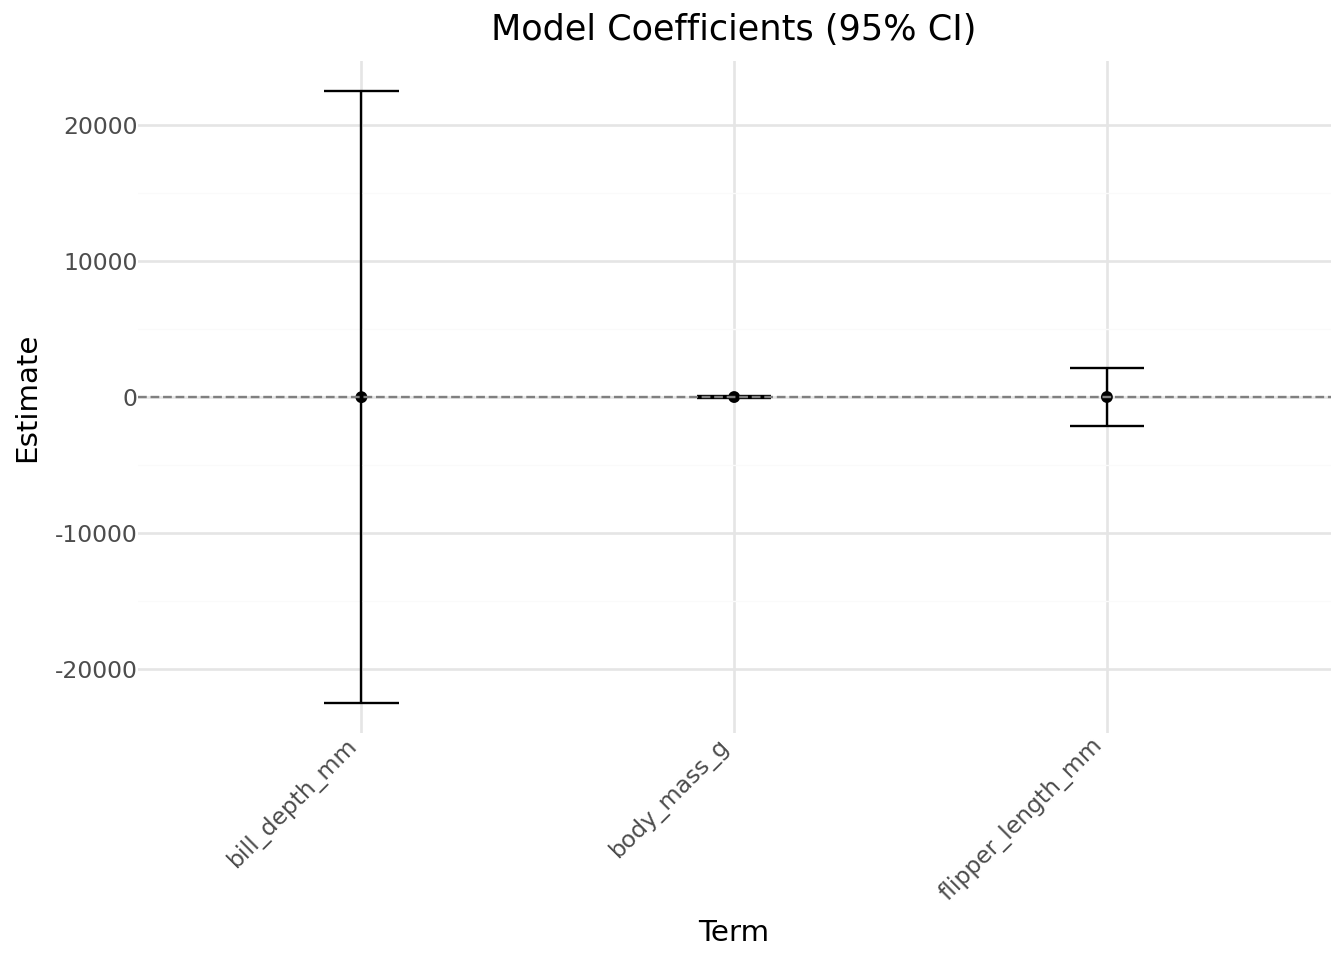 Model Coefficients (95% CI)
20000
10000
0
-10000
-20000
Estimate
bill_depth_mm
body_mass_g
flipper_length_mm
Term